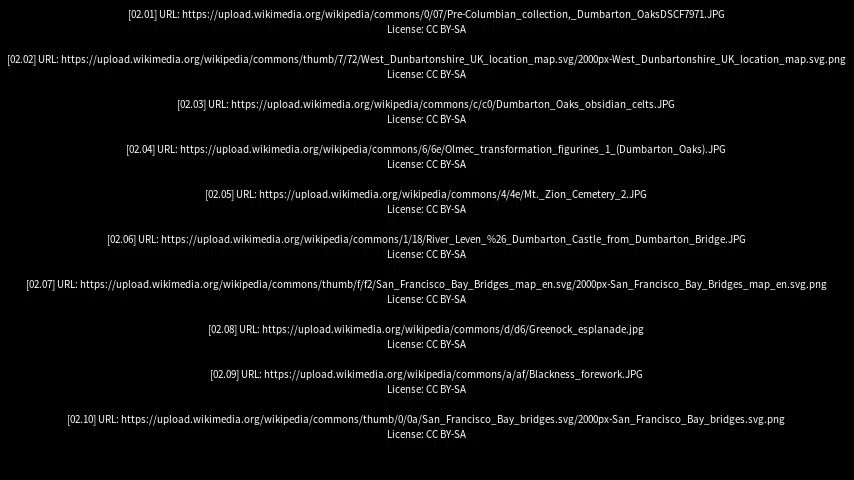 [02.01] URL: https://upload.wikimedia.org/wikipedia/commons/0/07/Pre-Columbian_collection,_Dumbarton_OaksDSCF7971.JPG
License: CC BY-SA
[02.02] URL: https://upload.wikimedia.org/wikipedia/commons/thumb/7/72/West_Dunbartonshire_UK_location_map.svg/2000px-West_Dunbartonshire_UK_location_map.svg.png
License: CC BY-SA
[02.03] URL: https://upload.wikimedia.org/wikipedia/commons/c/c0/Dumbarton_Oaks_obsidian_celts.JPG
License: CC BY-SA
[02.04] URL: https://upload.wikimedia.org/wikipedia/commons/6/6e/Olmec_transformation_figurines_1_(Dumbarton_Oaks).JPG
License: CC BY-SA
[02.05] URL: https://upload.wikimedia.org/wikipedia/commons/4/4e/Mt._Zion_Cemetery_2.JPG
License: CC BY-SA
[02.06] URL: https://upload.wikimedia.org/wikipedia/commons/1/18/River_Leven_%26_Dumbarton_Castle_from_Dumbarton_Bridge.JPG
License: CC BY-SA
[02.07] URL: https://upload.wikimedia.org/wikipedia/commons/thumb/f/f2/San_Francisco_Bay_Bridges_map_en.svg/2000px-San_Francisco_Bay_Bridges_map_en.svg.png
License: CC BY-SA
[02.08] URL: https://upload.wikimedia.org/wikipedia/commons/d/d6/Greenock_esplanade.jpg
License: CC BY-SA
[02.09] URL: https://upload.wikimedia.org/wikipedia/commons/a/af/Blackness_forework.JPG
License: CC BY-SA
[02.10] URL: https://upload.wikimedia.org/wikipedia/commons/thumb/0/0a/San_Francisco_Bay_bridges.svg/2000px-San_Francisco_Bay_bridges.svg.png
License: CC BY-SA